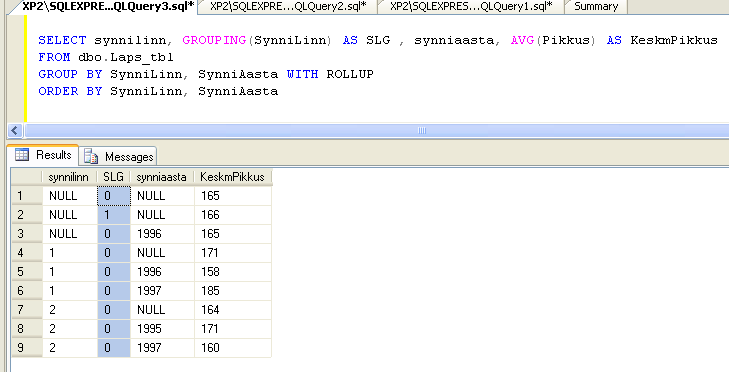 XP2\SQLEXPRE...QLQuery3.sql* XP2\SQLEXPRE...QLQuery2.sql* XP2\SQLEXPRES...QLQuery1.sql* Summary
SELECT synnilinn, GROUPING(SynniLinn) AS SLG , synniaasta, AVG(Pikkus) AS KeskmPikkus
FROM dbo.Laps_tbl
GROUP BY SynniLinn, SynniAasta WITH ROLLUP
ORDER BY SynniLinn, SynniAasta
Results Messages
synnilinn SLG synniaasta KeskmPikkus
1 NULL 0 NULL 165
2 NULL 1 NULL 166
3 NULL 0 1996 165
4 1 0 NULL 171
5 1 0 1996 158
6 1 0 1997 185
7 2 0 NULL 164
8 2 0 1995 171
9 2 0 1997 160